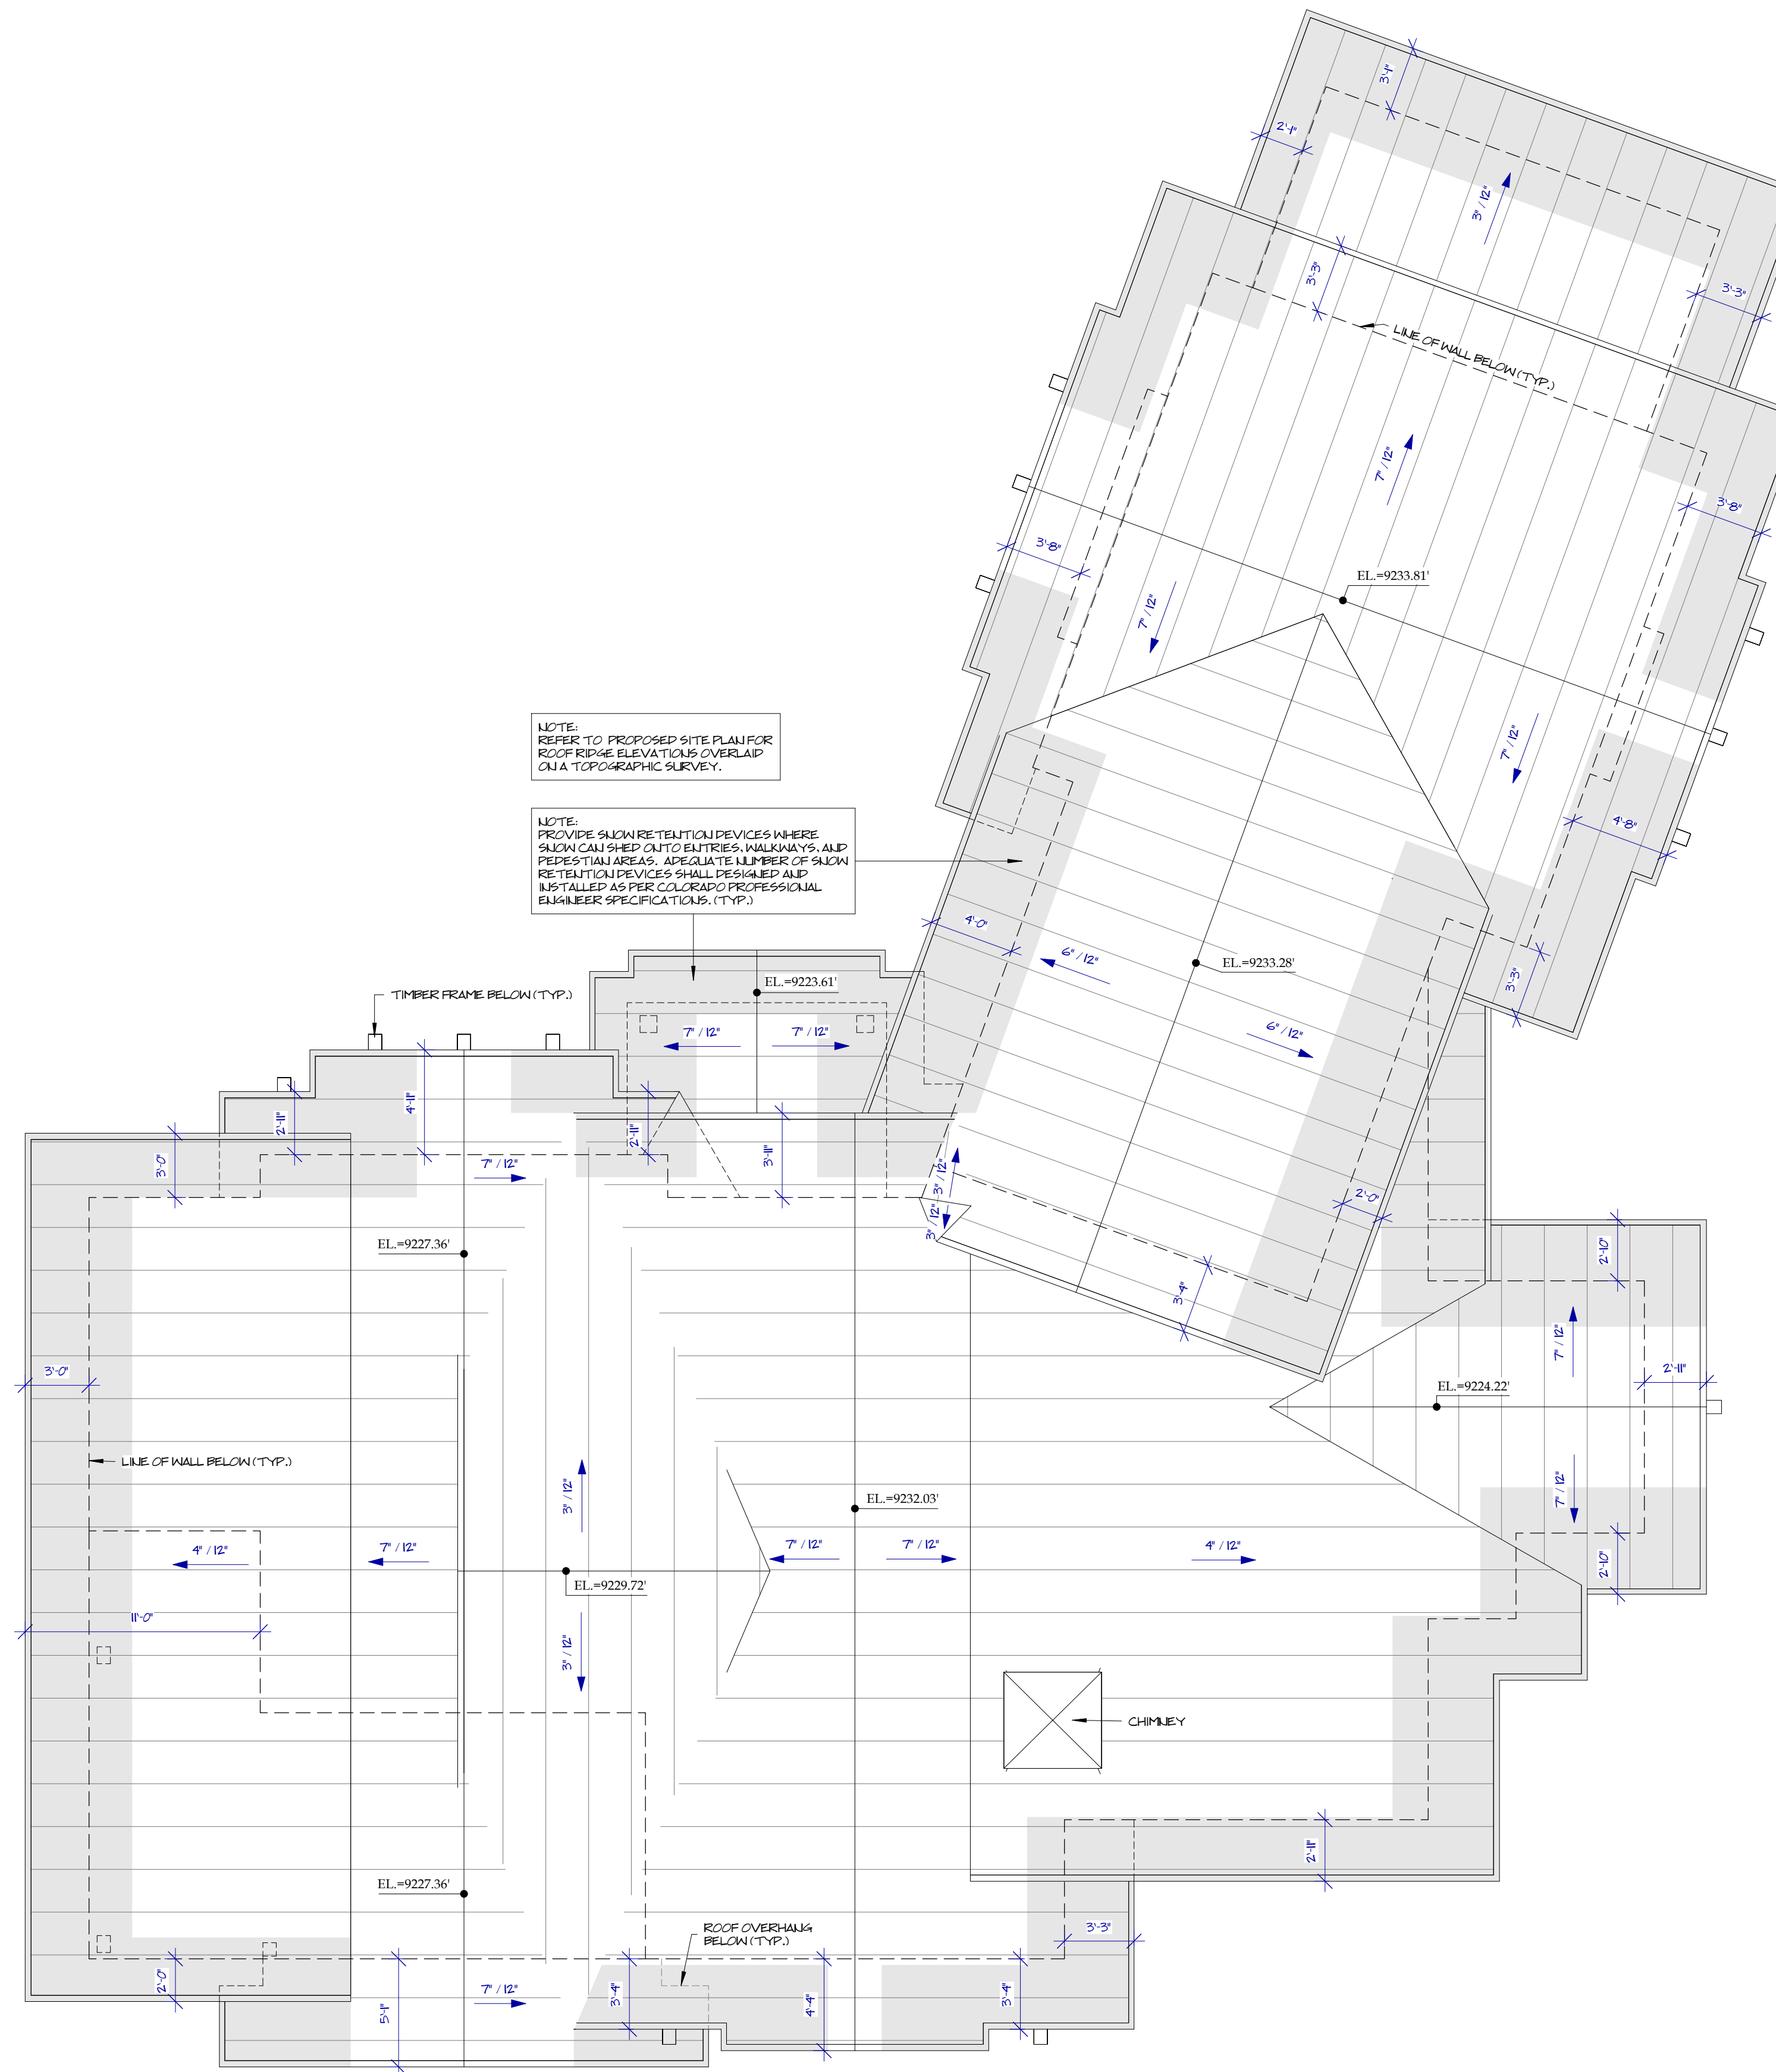 3'-1"
2'-1"
3" / 12"
3'-3"
3'-3"
LINE OF WALL BELOW (TYP.)
7" / 12"
3'-8"
3'-8"
EL.=9233.81'
7" / 12"
7" / 12"
NOTE:
REFER TO PROPOSED SITE PLAN FOR
ROOF RIDGE ELEVATIONS OVERLAID
ON A TOPOGRAPHIC SURVEY.
NOTE:
PROVIDE SNOW RETENTION DEVICES WHERE
SNOW CAN SHED ONTO ENTRIES, WALKWAYS, AND
PEDESTIAN AREAS. ADEQUATE NUMBER OF SNOW
RETENTION DEVICES SHALL DESIGNED AND
INSTALLED AS PER COLORADO PROFESSIONAL
ENGINEER SPECIFICATIONS. (TYP.)
4'-8"
4'-0"
6" / 12"
EL.=9233.28'
3'-3"
TIMBER FRAME BELOW (TYP.)
EL.=9223.61'
7" / 12"
7" / 12"
6" / 12"
2'-11"
4'-11"
2'-11"
3'-0"
3'-11"
7" / 12"
3" / 12"
3" / 12"
2'-0"
EL.=9227.36'
2'-10"
3'-4"
7" / 12"
3'-0"
2'-11"
EL.=9224.22'
LINE OF WALL BELOW (TYP.)
3" / 12"
7" / 12"
EL.=9232.03'
4" / 12"
7" / 12"
7" / 12"
7" / 12"
4" / 12"
2'-10"
EL.=9229.72'
11'-0"
3" / 12"
CHIMNEY
2'-11"
EL.=9227.36'
ROOF OVERHANG
BELOW (TYP.)
3'-3"
2'-0"
7" / 12"
5'-1"
3'-4"
4'-4"
3'-4"